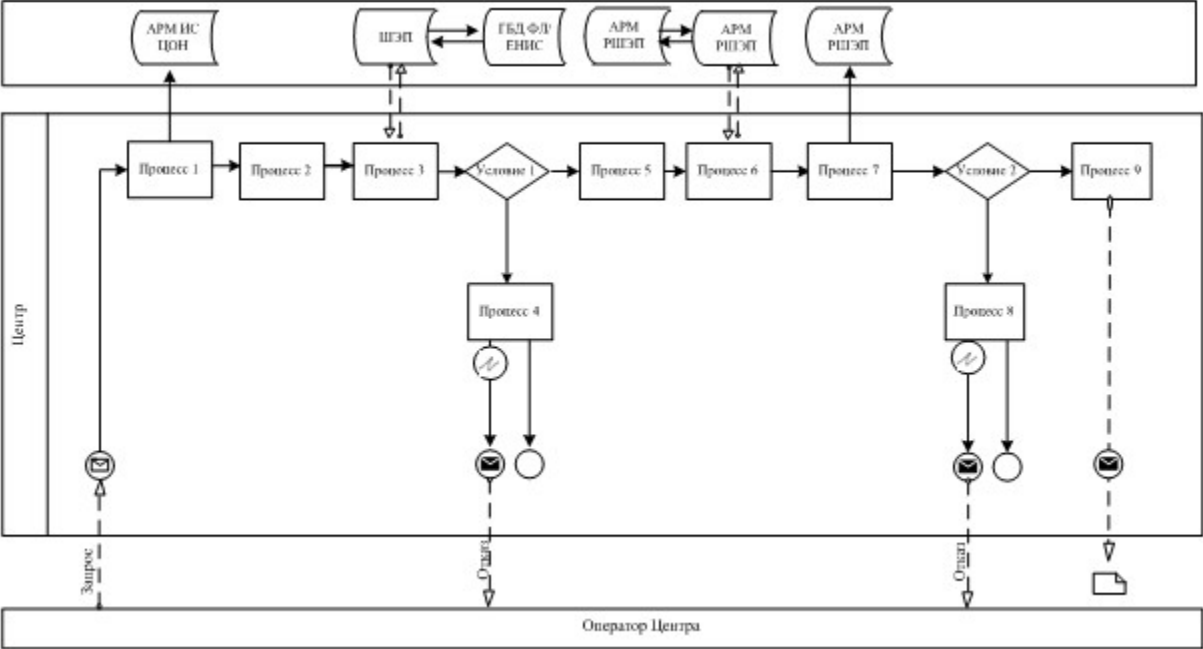 АРМ ИС
ЦОН
ШЭП
ГБД ФЛ/
ЕНИС
АРМ
РШЭП
АРМ
РШЭП
АРМ
РШЭП
Процесс 1
Процесс 2
Процесс 3
Условие 1
Процесс 5
Процесс 6
Процесс 7
Условие 2
Процесс 9
Процесс 4
Процесс 8
Центр
Запрос
Отказ
Отказ
Оператор Центра